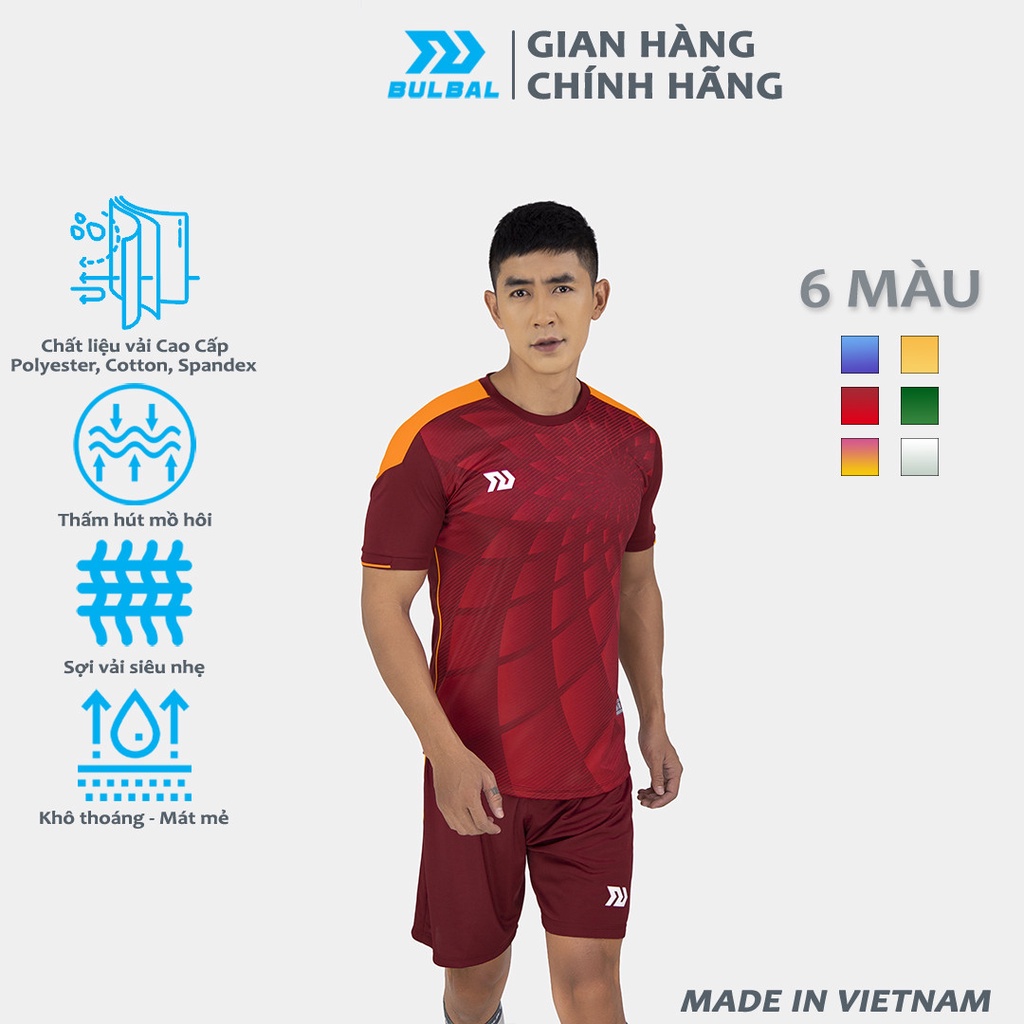 BULBAL
GIAN HÀNG
CHÍNH HÃNG
Chất liệu vải Cao Cấp
Polyester, Cotton, Spandex
Thấm hút mồ hôi
Sợi vải siêu nhẹ
Khô thoáng - Mát mẻ
6 MÀU
MADE IN VIETNAM